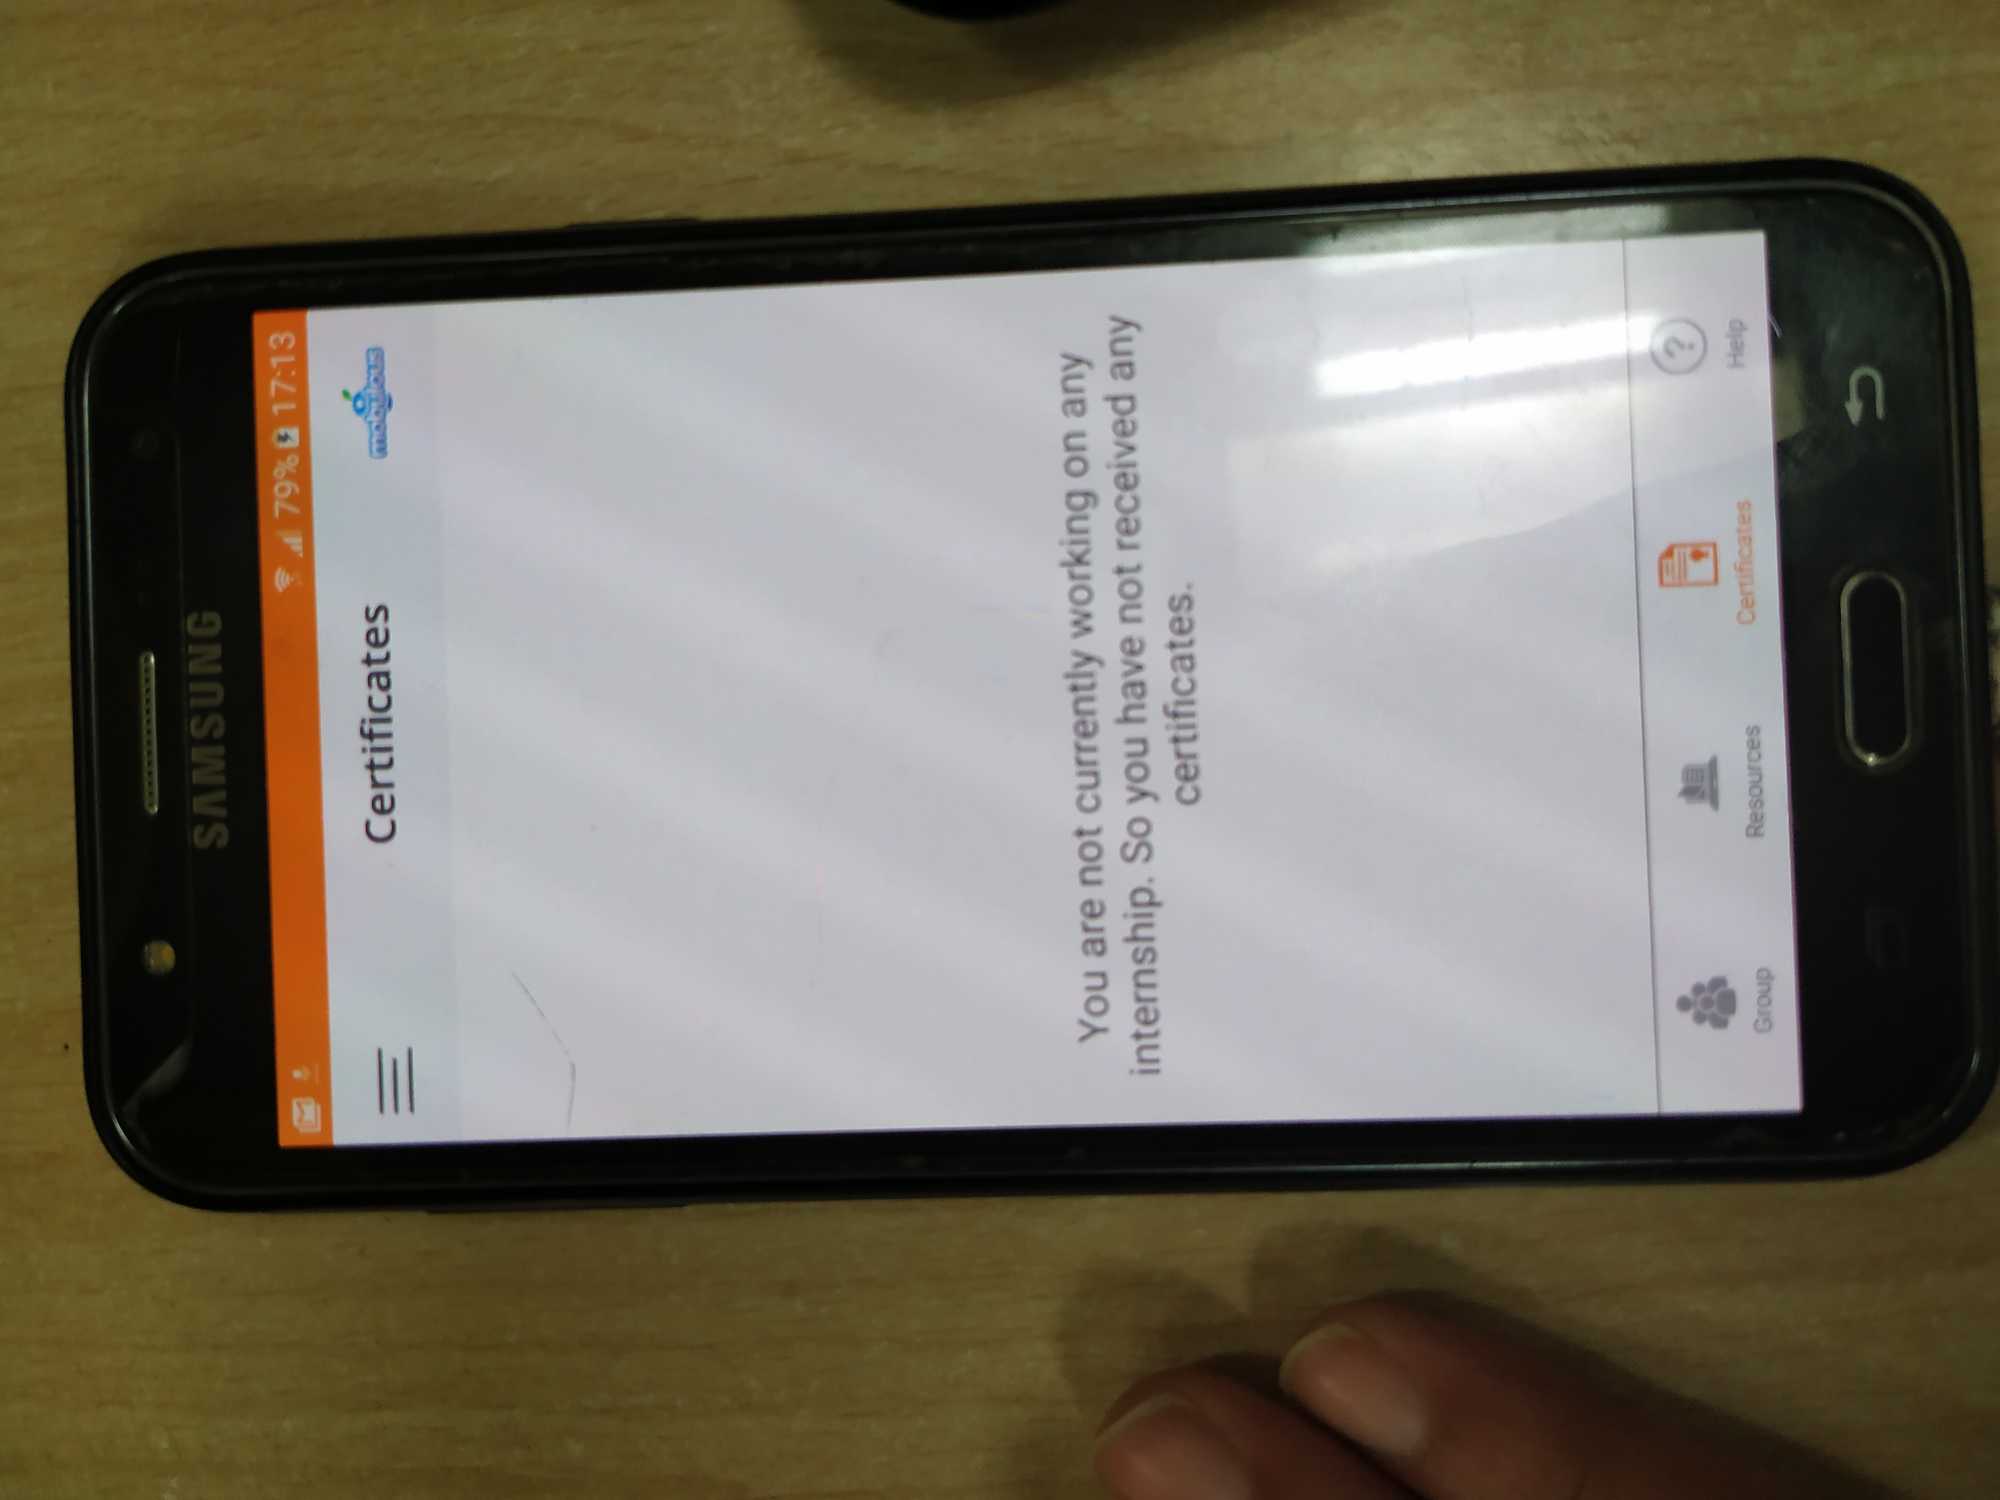 SAMSUNG
79% 17:13
Certificates
mobulous
You are not currently working on any
internship. So you have not received any
certificates.
Group
Resources
Certificates
? Help